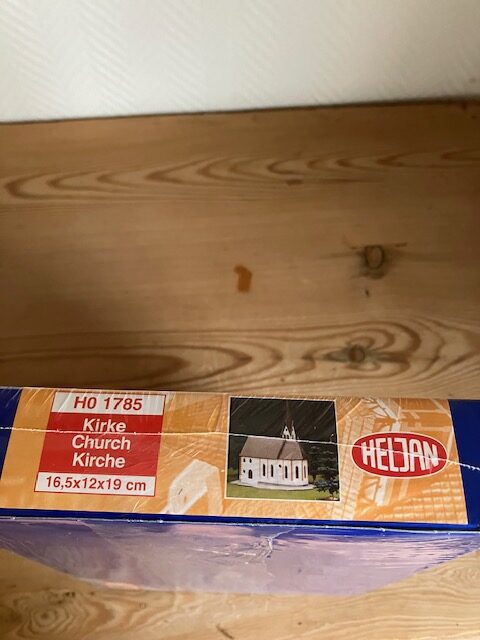 H0 1785
Kirke
Church
Kirche
16,5x12x19 cm
HELJAN